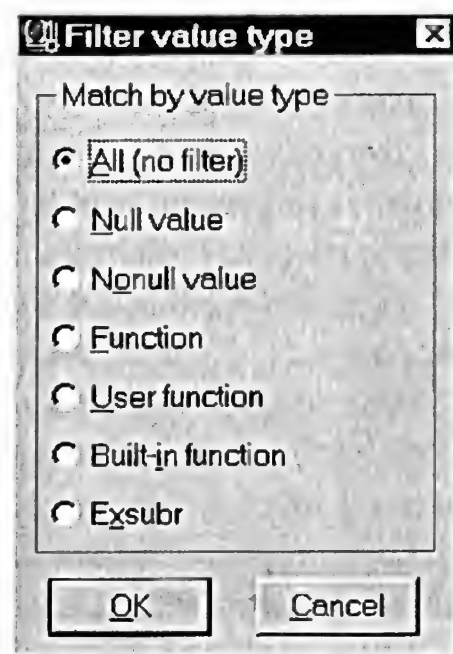 Filter value type
Match by value type
All (no filter)
Null value
Nonull value
Function
User function
Built-in function
Exsubr
OK
Cancel